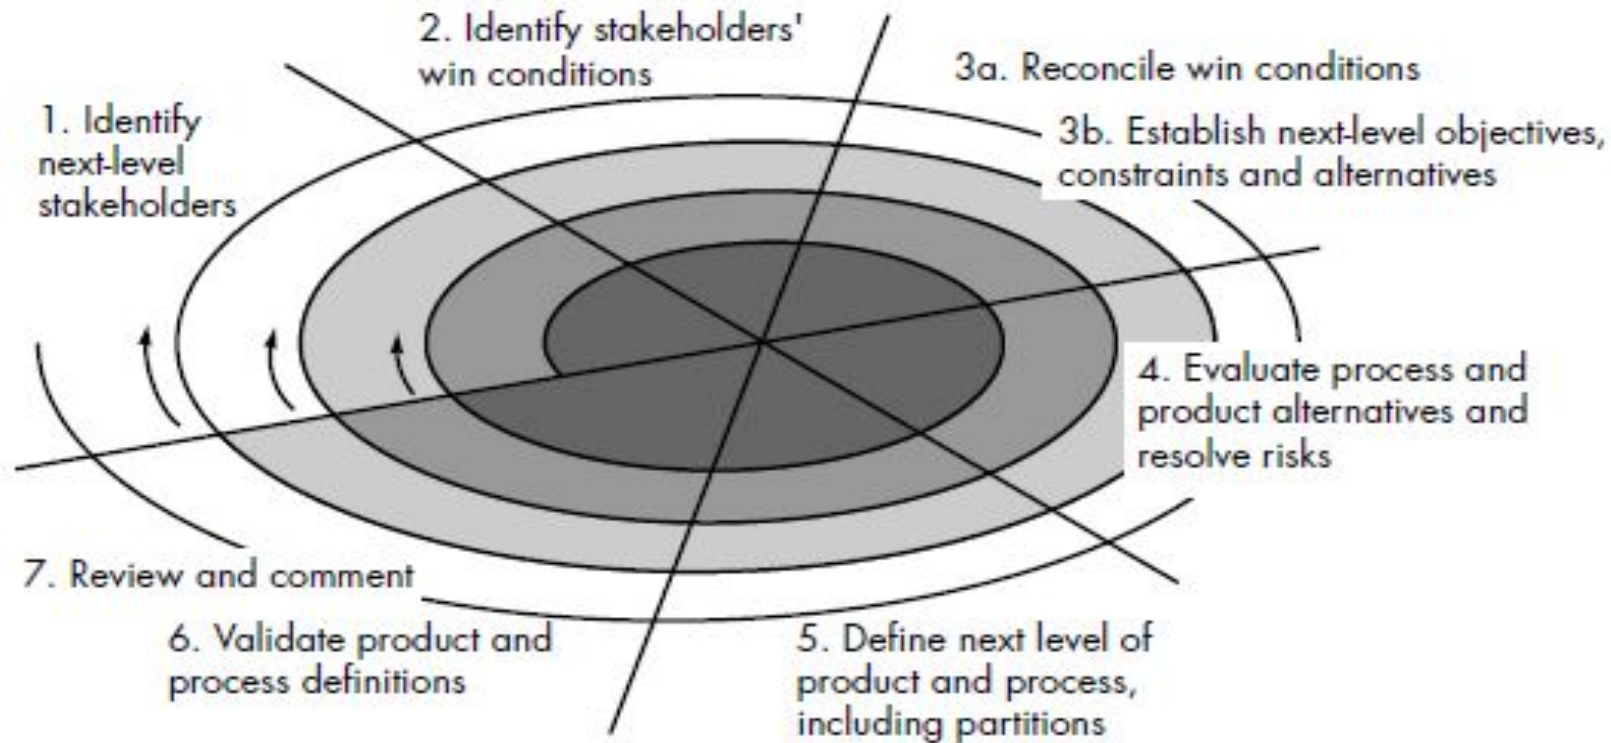 1. Identify
next-level
stakeholders
2. Identify stakeholders'
win conditions
3a. Reconcile win conditions
3b. Establish next-level objectives,
constraints and alternatives
4. Evaluate process and
product alternatives and
resolve risks
5. Define next level of
product and process,
including partitions
6. Validate product and
process definitions
7. Review and comment